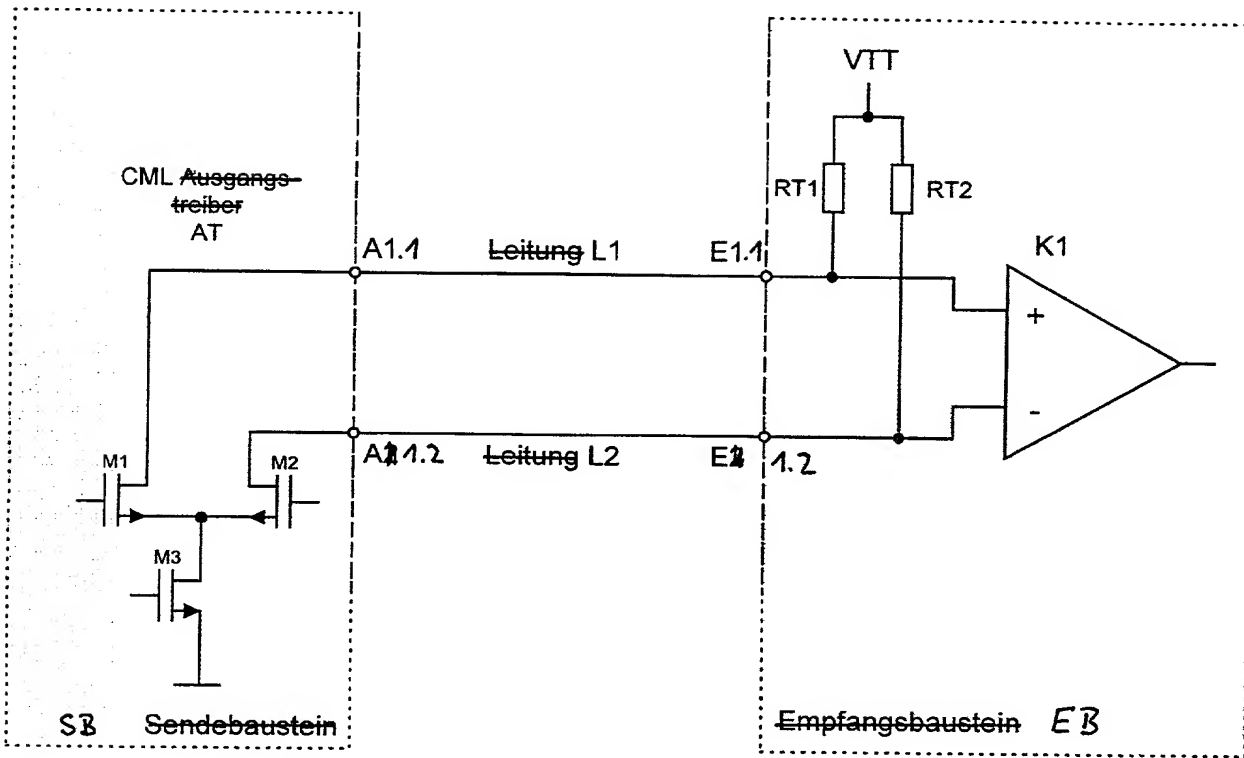 VTT
CML Ausgangs-
treiber
AT
RT1
RT2
A1.1
Leitung L1
E1.1
K1
+
-
M1
M2
A1.2
Leitung L2
E 1.2
M3
SB Sendebaustein
Empfangsbaustein EB